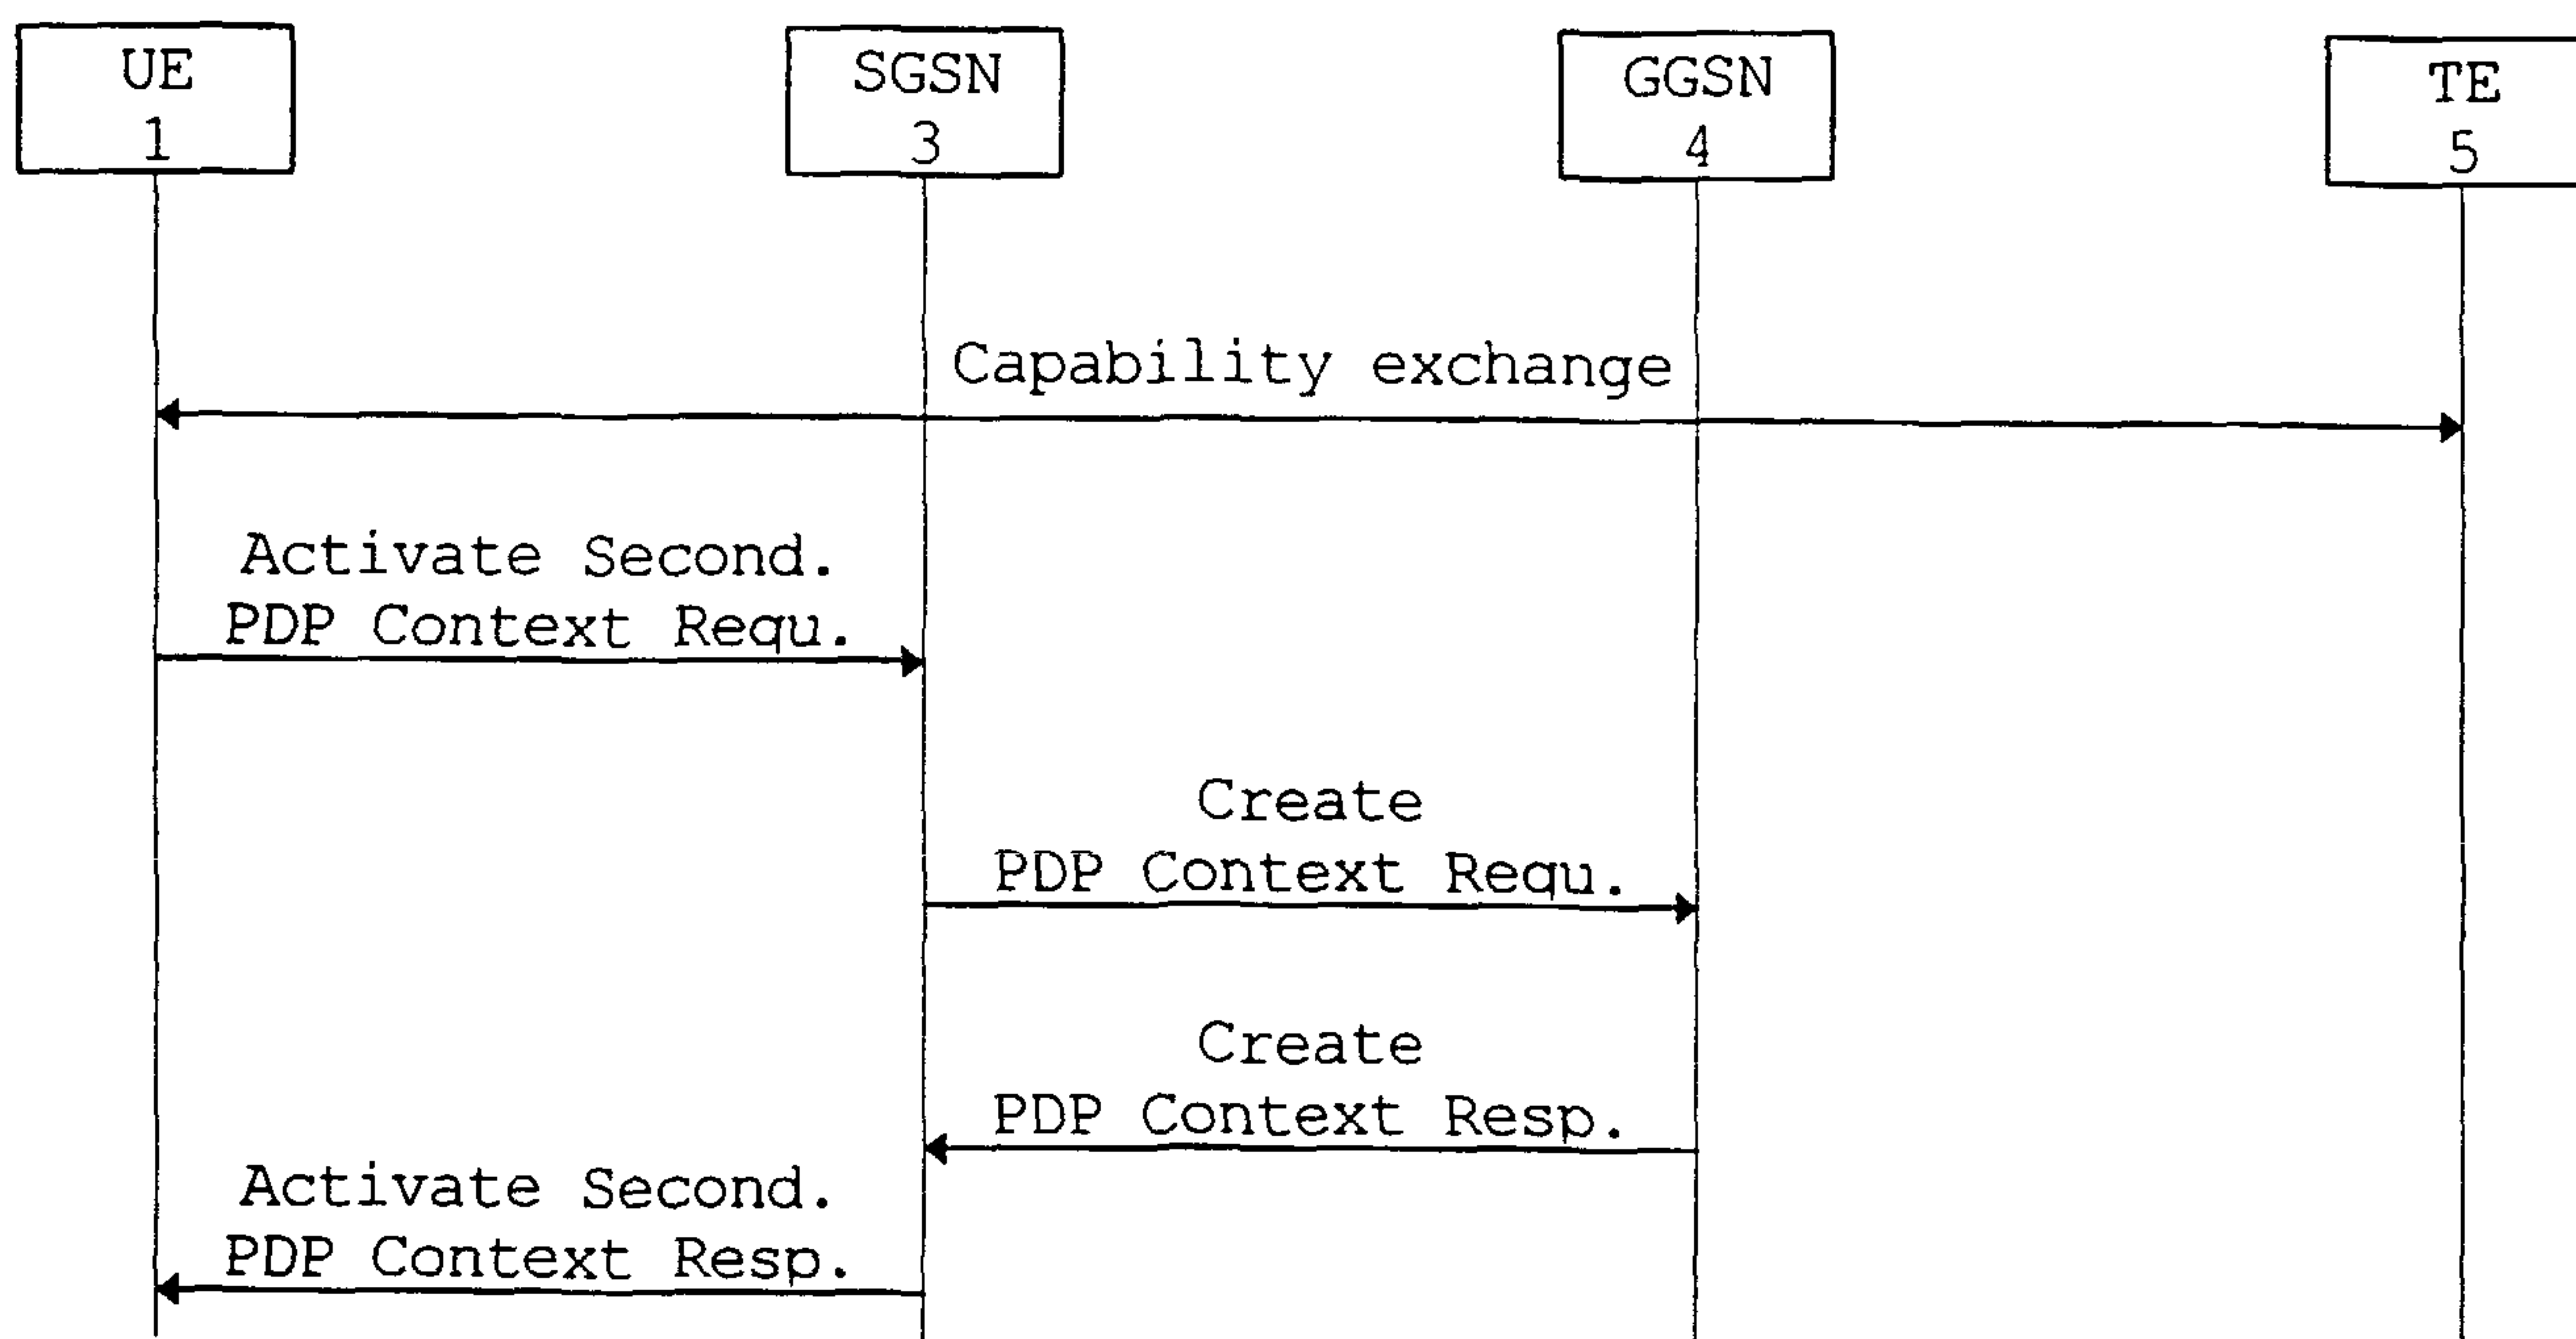 UE
1
SGSN
3
GGSN
4
TE
5
Capability exchange
Activate Second.
PDP Context Requ.
Create
PDP Context Requ.
Create
PDP Context Resp.
Activate Second.
PDP Context Resp.